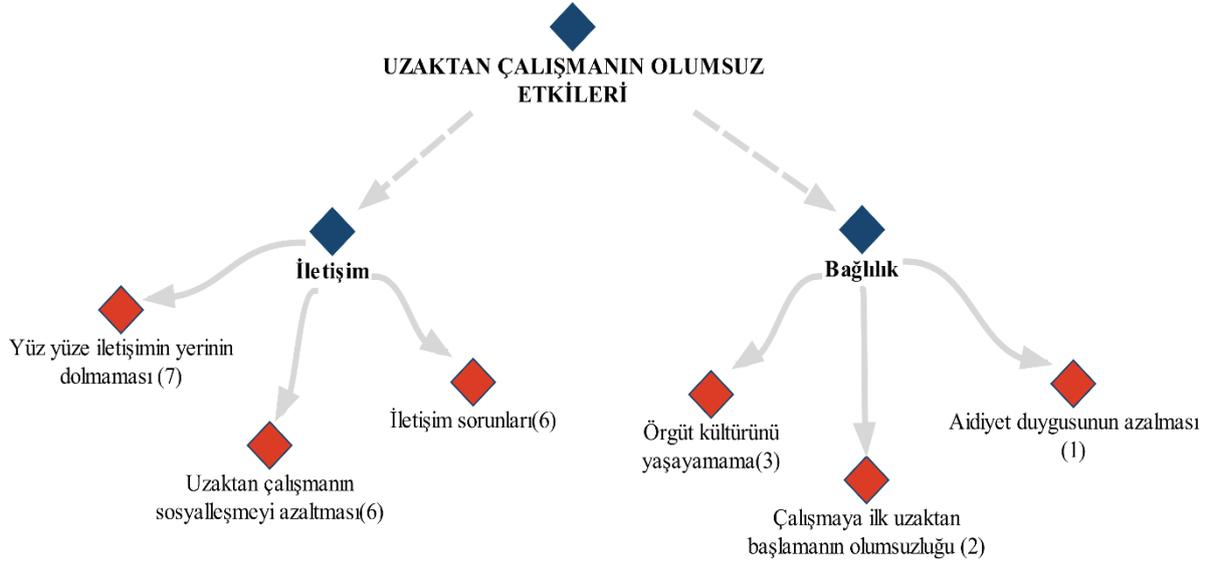 UZAKTAN ÇALIŞMANIN OLUMSUZ
ETKİLERİ
İletişim
Yüz yüze iletişimin yerinin
dolmaması (7)
Uzaktan çalışmanın
sosyalleşmeyi azaltması(6)
İletişim sorunları(6)
Bağlılık
Örgüt kültürünü
yaşayamama(3)
Çalışmaya ilk uzaktan
başlamanın olumsuzluğu (2)
Aidiyet duygusunun azalması
(1)